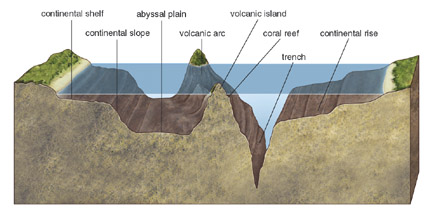 continental shelf
abyssal plain
volcanic island
continental slope
volcanic arc
coral reef
continental rise
trench